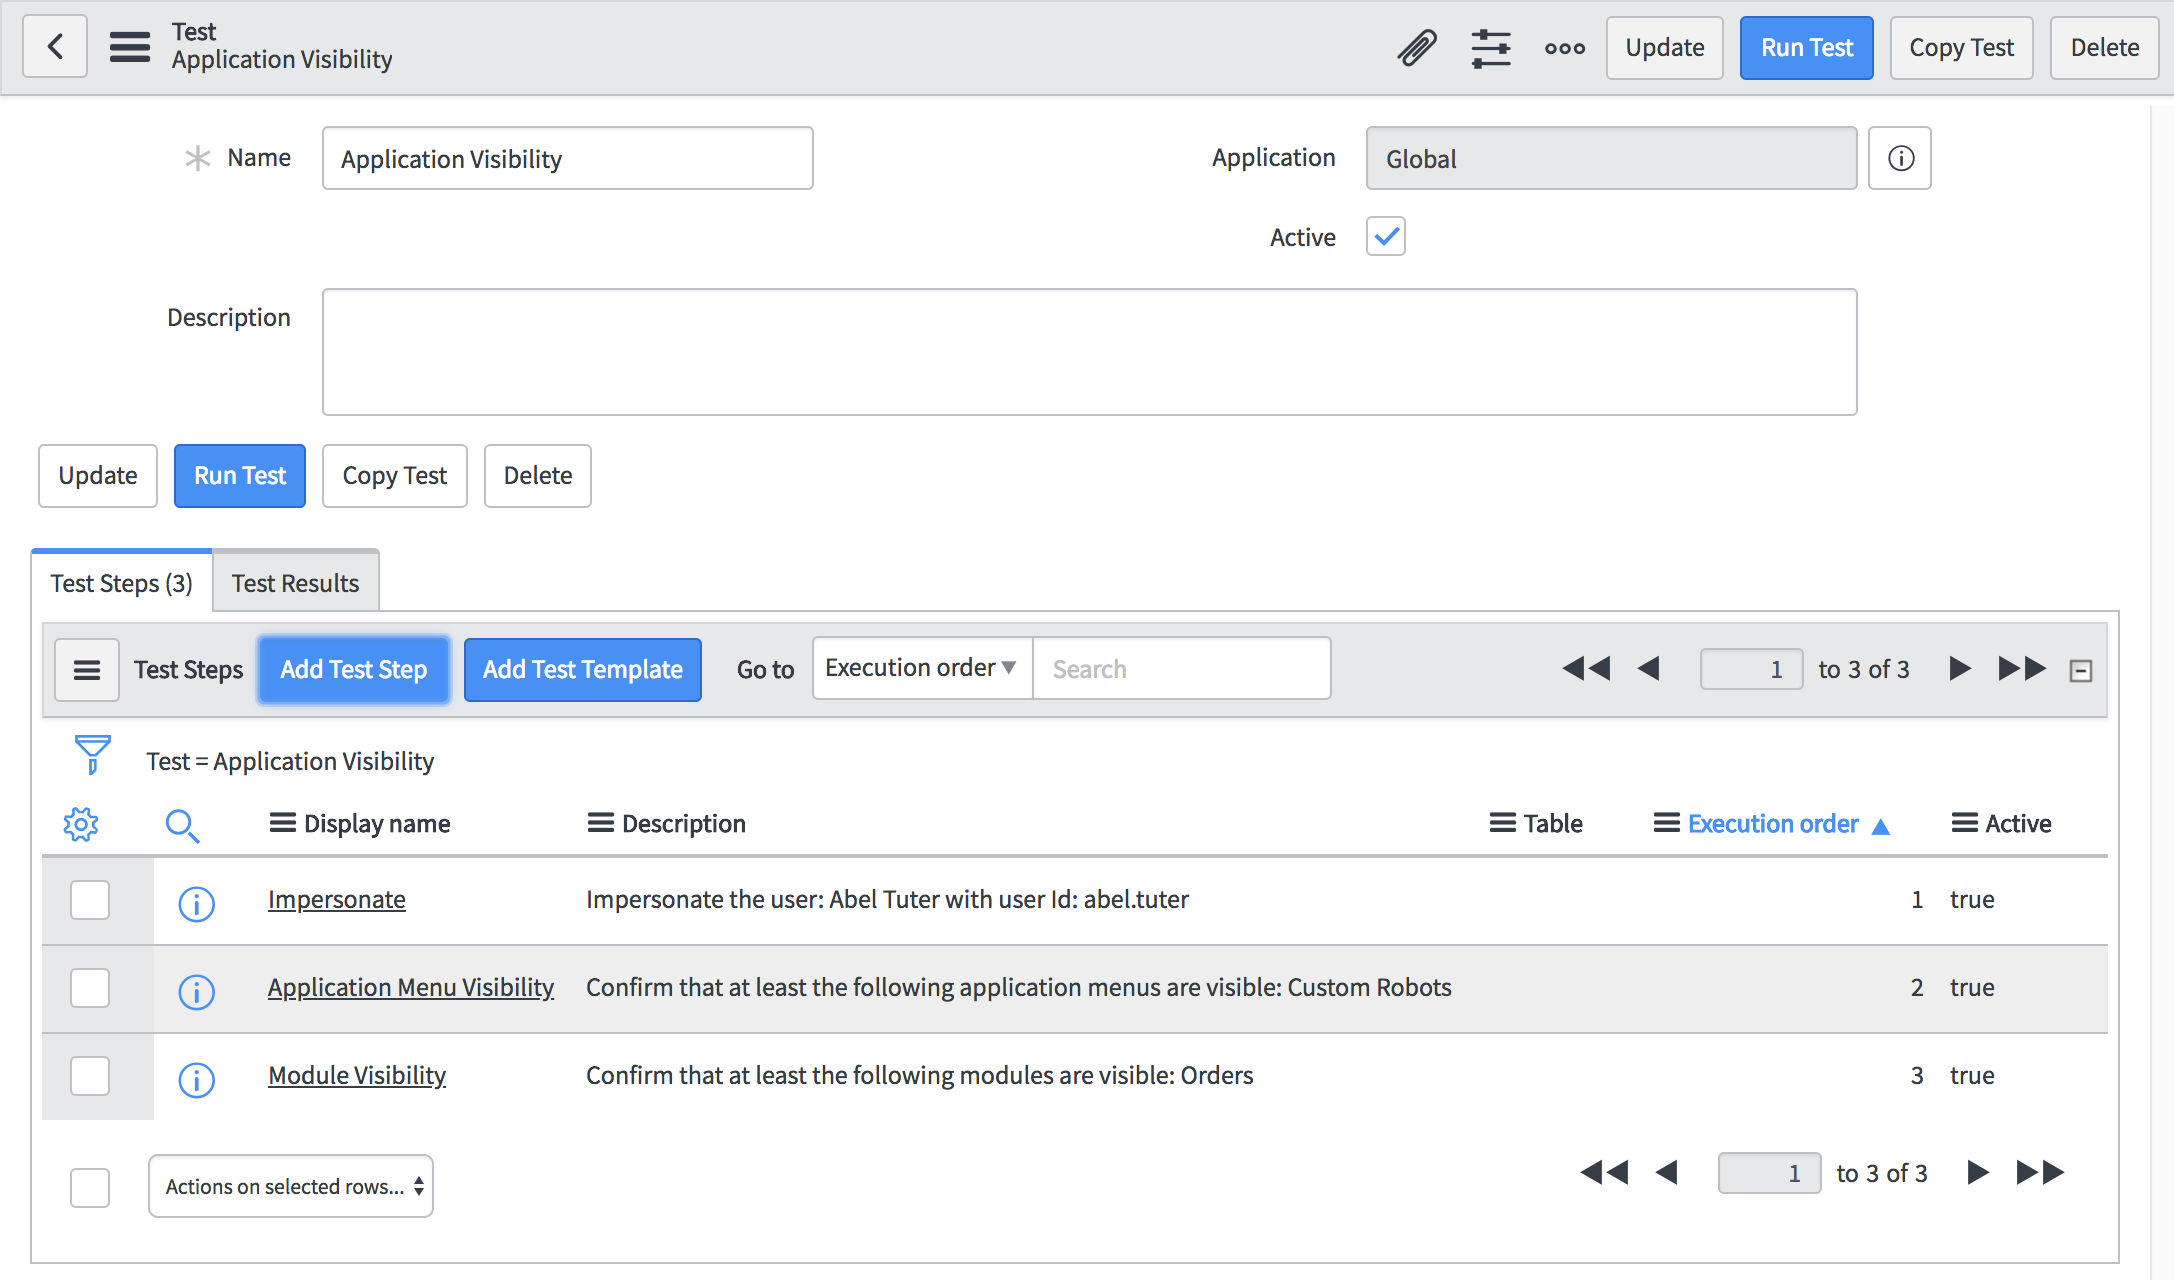 Test
Application Visibility
Update
Run Test
Copy Test
Delete
Name
Application Visibility
Application
Global
Active
Description
Update
Run Test
Copy Test
Delete
Test Steps (3)
Test Results
Test Steps
Add Test Step
Add Test Template
Go to
Execution order
Search
1
to 3 of 3
Test = Application Visibility
Display name
Description
Table
Execution order
Active
Impersonate
Impersonate the user: Abel Tuter with user Id: abel.tuter
1
true
Application Menu Visibility
Confirm that at least the following application menus are visible: Custom Robots
2
true
Module Visibility
Confirm that at least the following modules are visible: Orders
3
true
Actions on selected rows...
1
to 3 of 3